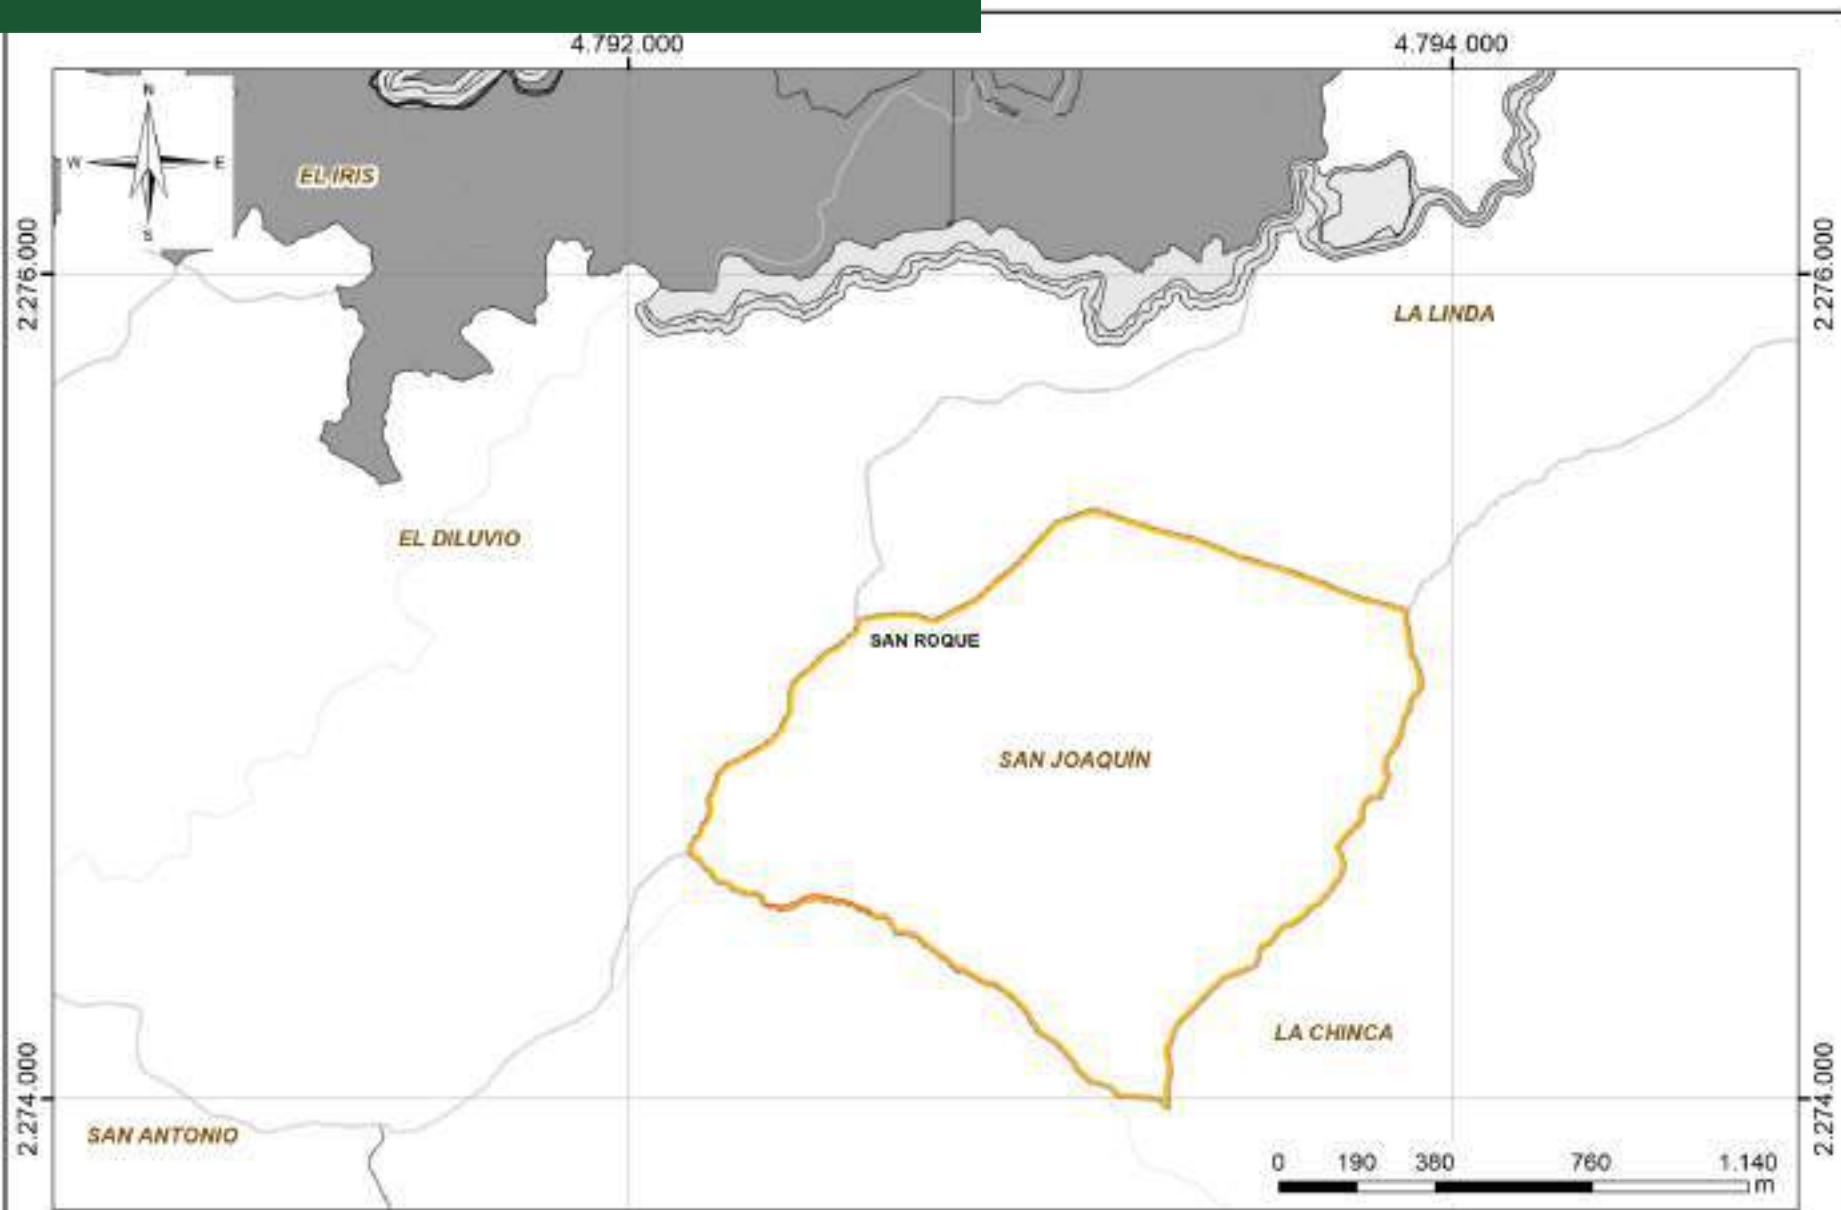 4.792.000 4.794.000
N
W E
S
EL IRIS
2.276.000 2.276.000
LA LINDA
EL DILUVIO
SAN ROQUE
SAN JOAQUÍN
LA CHINCA
2.274.000 2.274.000
SAN ANTONIO
0 190 380 760 1.140
m